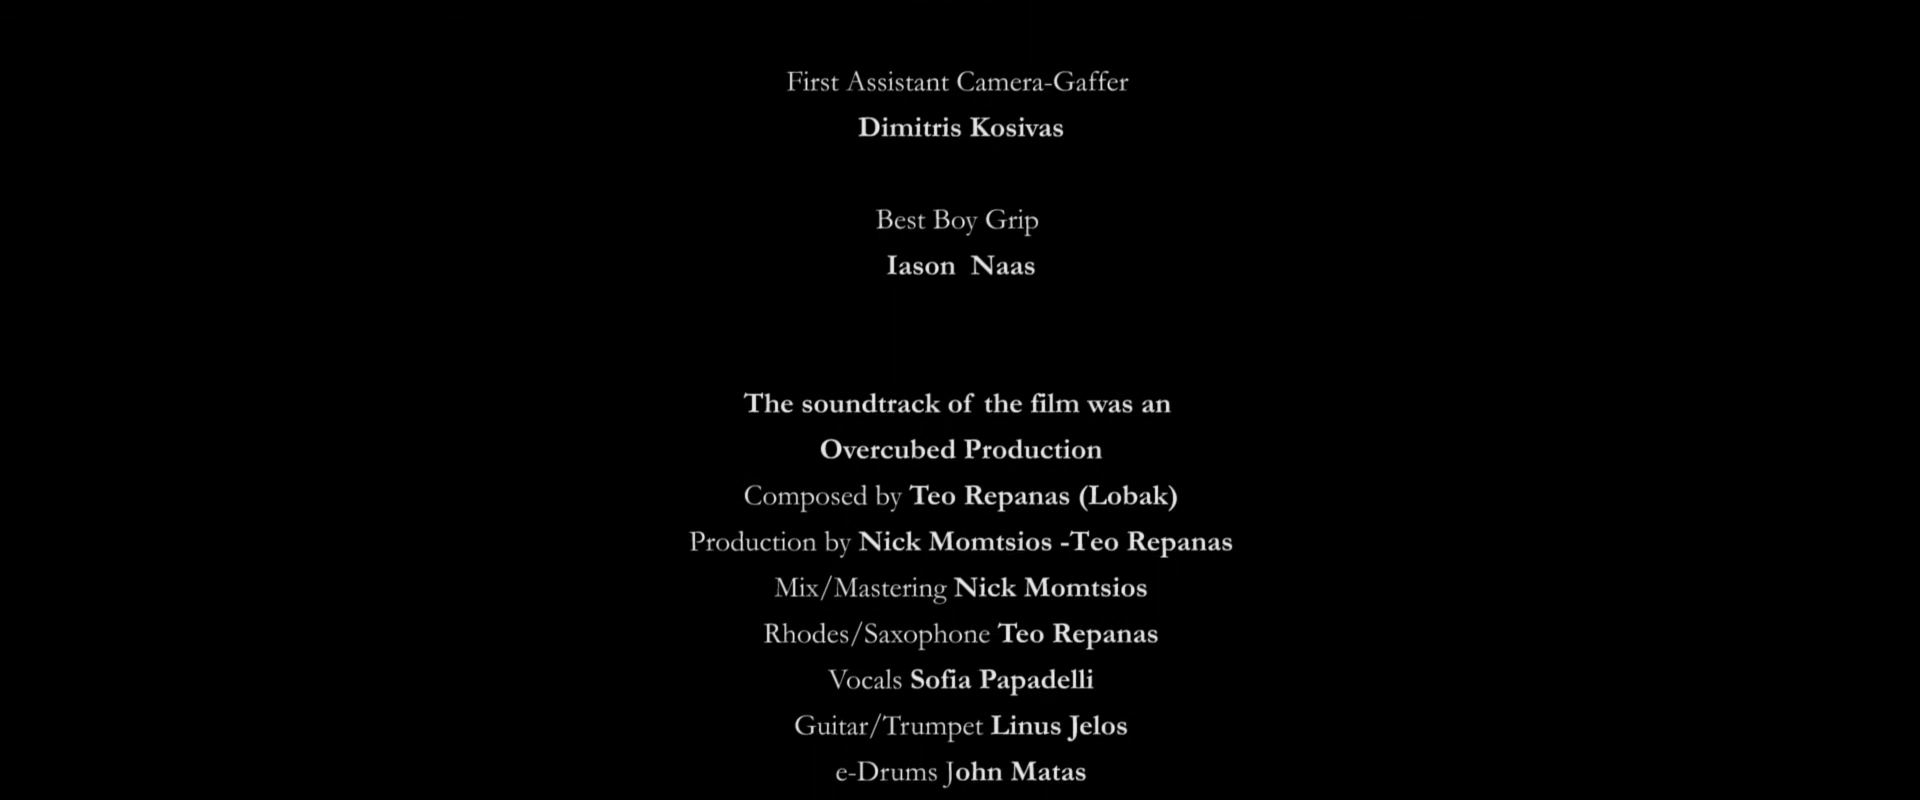 First Assistant Camera-Gaffer
Dimitris Kosivas
Best Boy Grip
Iason  Naas
The soundtrack of the film was an
Overcubed Production
Composed by Teo Repanas (Lobak)
Production by Nick Momtsios -Teo Repanas
Mix/Mastering Nick Momtsios
Rhodes/Saxophone Teo Repanas
Vocals Sofia Papadelli
Guitar/Trumpet Linus Jelos
e-Drums John Matas